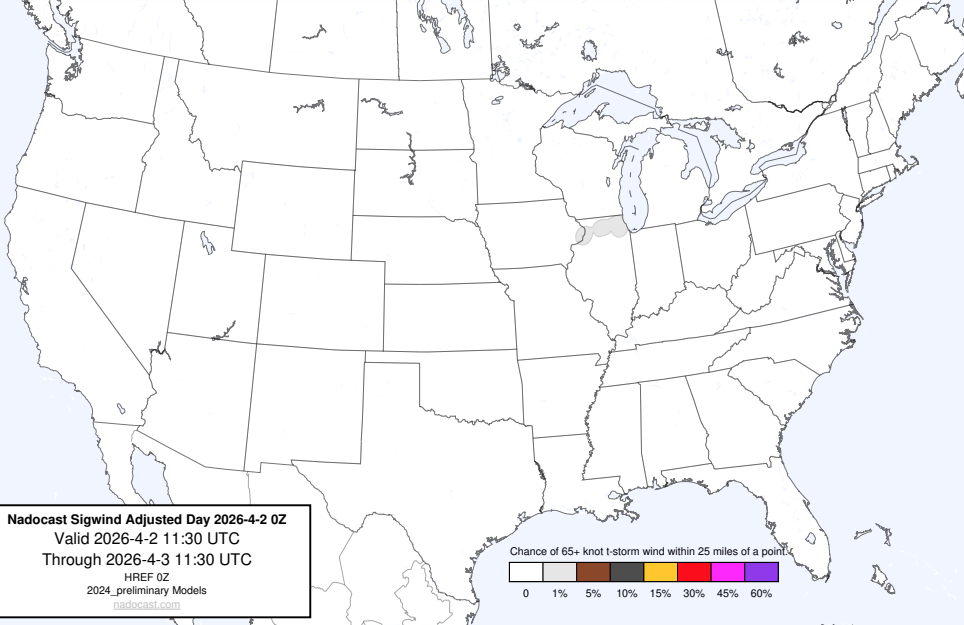 Nadocast Sigwind Adjusted Day 2026-4-2 0Z
Valid 2026-4-2 11:30 UTC
Through 2026-4-3 11:30 UTC
HREF 0Z
2024_preliminary Models
nadocast.com
Chance of 65+ knot t-storm wind within 25 miles of a point.
0 1% 5% 10% 15% 30% 45% 60%